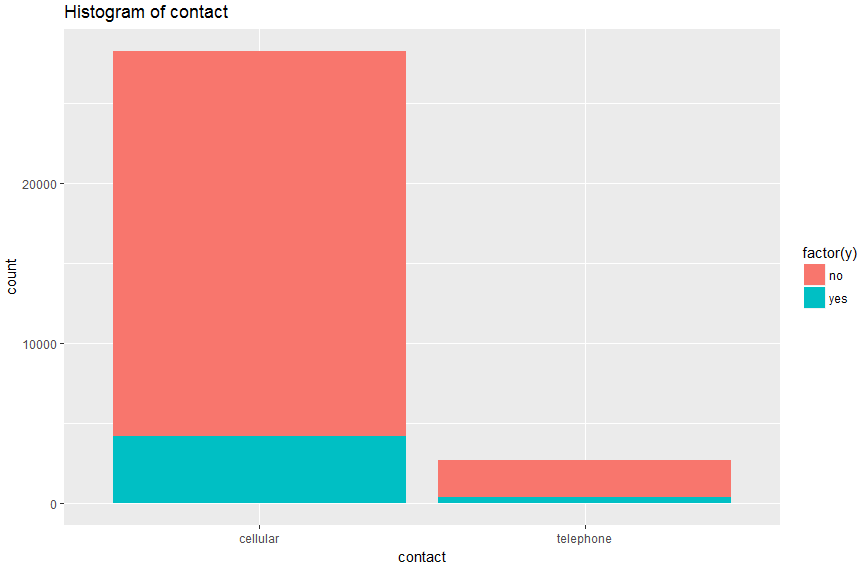 Histogram of contact
count
20000
10000
0
cellular
telephone
contact
factor(y)
no
yes